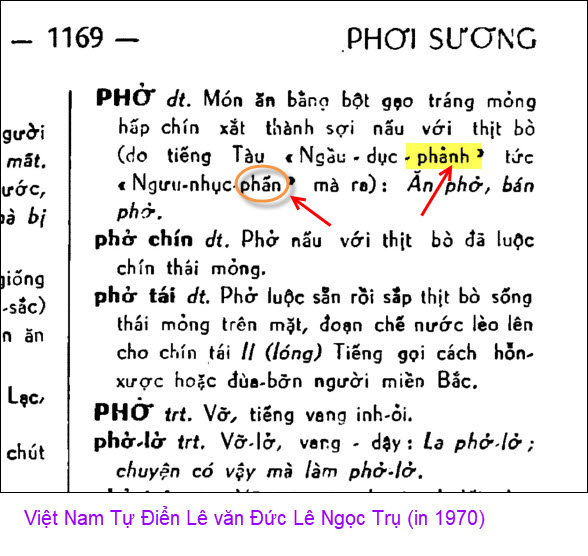 — 1169 —
PHƠI SƯƠNG
gười
mất.
ước,
bà bị
giống
-sắc)
n ăn
Lạc,
chút
PHỞ dt. Món ăn bằng bột gạo tráng mỏng
hấp chín xắt thành sợi nấu với thịt bò
(do tiếng Tàu « Ngầu-dục-phảnh » tức
« Ngưu-nhục-phấn » mà ra): Ăn phở, bán
phở.
phở chín dt. Phở nấu với thịt bò đã luộc
chín thái mỏng.
phở tái dt. Phở luộc sẵn rồi sắp thịt bò sống
thái mỏng trên mặt, đoạn chế nước lèo lên
cho chín tái // (lóng) Tiếng gọi cách hỗn-
xược hoặc đùa-bỡn người miền Bắc.
PHỞ trt. Vỡ, tiếng vang inh-ỏi.
phở-lở trt. Vỡ-lở, vang-dậy: La phở-lở;
chuyện có vậy mà làm phở-lở.
Việt Nam Tự Điển Lê văn Đức Lê Ngọc Trụ (in 1970)